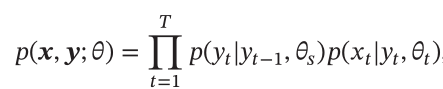 p(x, y; θ) = ∏_{t=1}^{T} p(y_t|y_{t−1}, θ_s)p(x_t|y_t, θ_t).